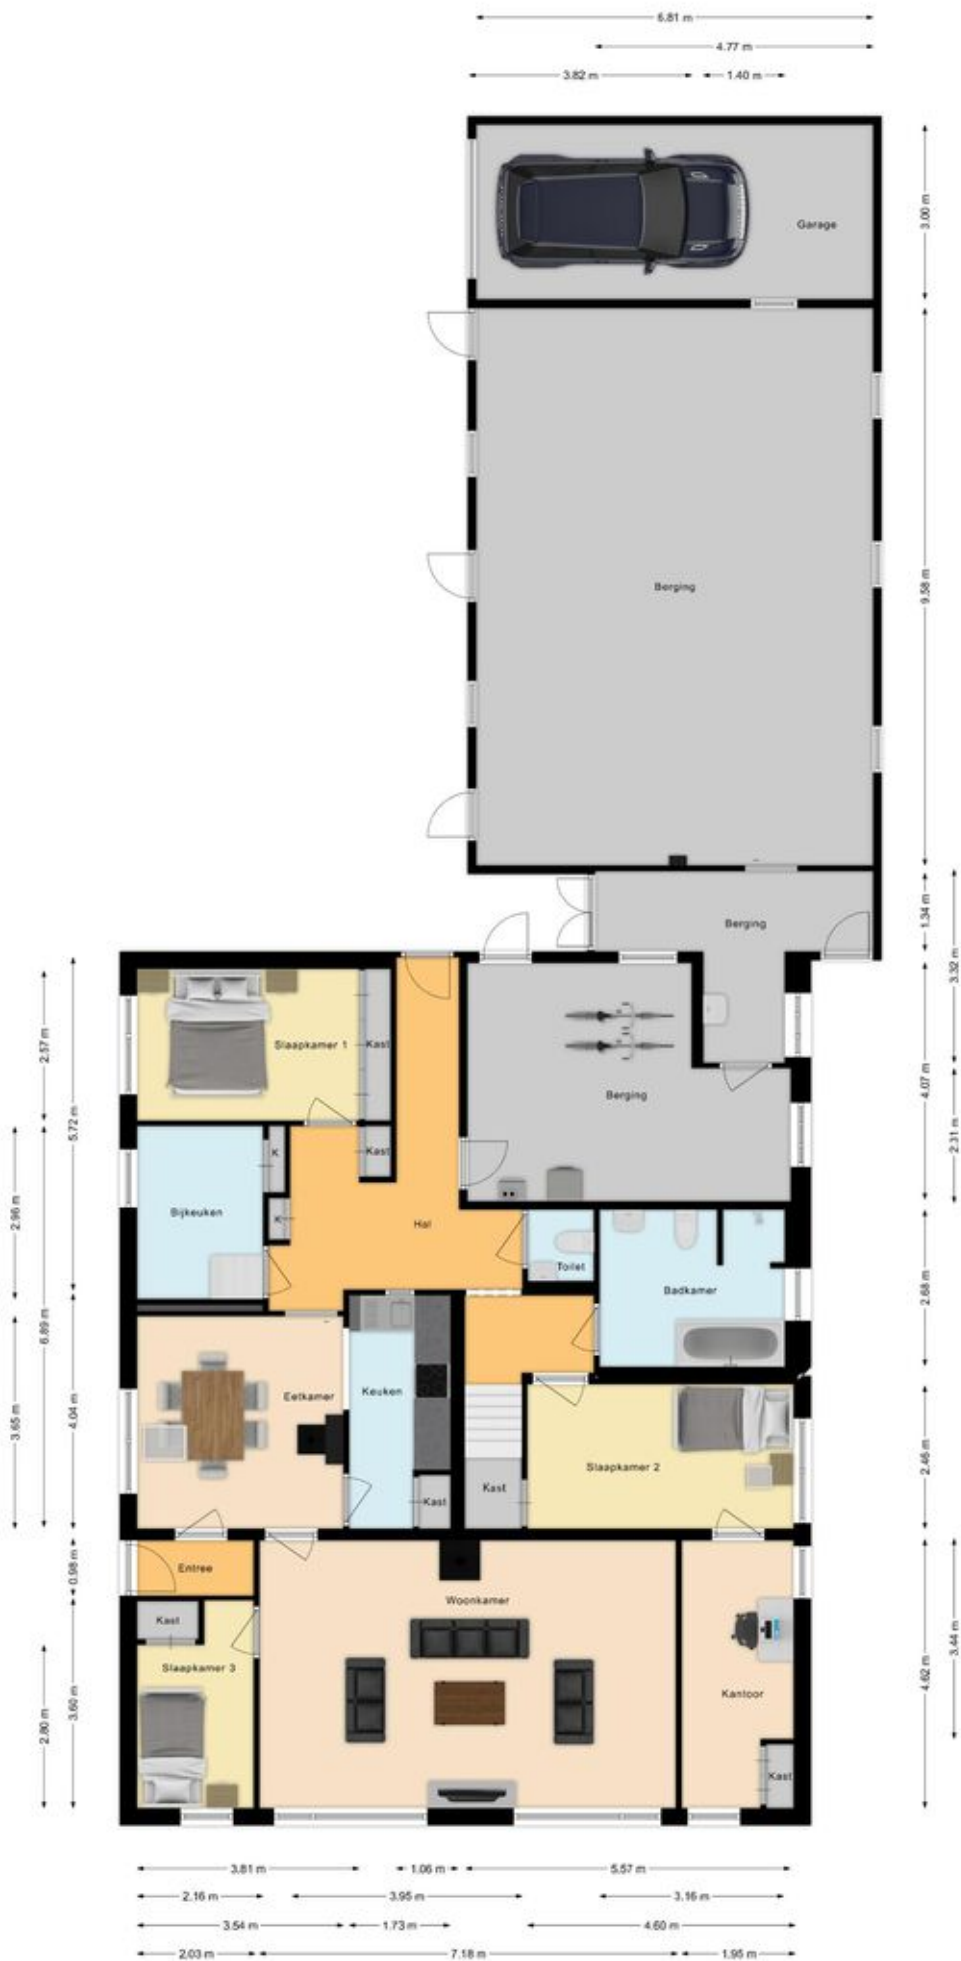 6.81 m
4.77 m
3.82 m
1.40 m
3.00 m
Garage
9.58 m
Berging
1.34 m
Berging
3.32 m
2.57 m
Slaapkamer 1
Kast
Berging
4.07 m
5.72 m
2.31 m
Kast
K
2.96 m
Bijkeuken
K
Hal
Toilet
Badkamer
2.68 m
6.89 m
3.65 m
4.04 m
Eetkamer
Keuken
Slaapkamer 2
2.46 m
Kast
Kast
0.98 m
Entree
Woonkamer
Kast
3.44 m
Slaapkamer 3
4.62 m
3.60 m
2.80 m
Kantoor
Kast
3.81 m
1.06 m
5.57 m
2.16 m
3.95 m
3.16 m
3.54 m
1.73 m
4.60 m
2.03 m
7.18 m
1.95 m